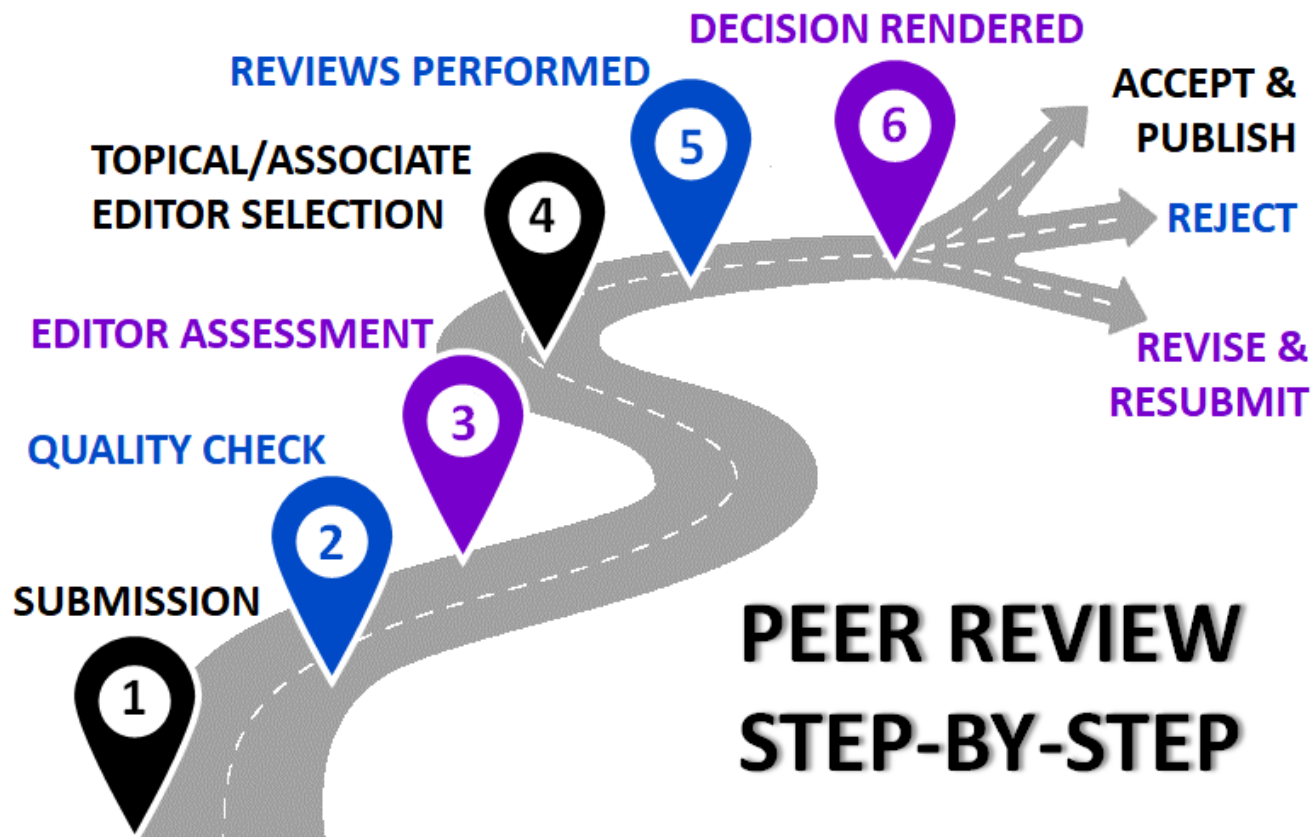 DECISION RENDERED
REVIEWS PERFORMED
ACCEPT &
PUBLISH
5
6
TOPICAL/ASSOCIATE
EDITOR SELECTION
4
REJECT
EDITOR ASSESSMENT
REVISE &
RESUBMIT
3
QUALITY CHECK
2
SUBMISSION
1
PEER REVIEW
STEP-BY-STEP